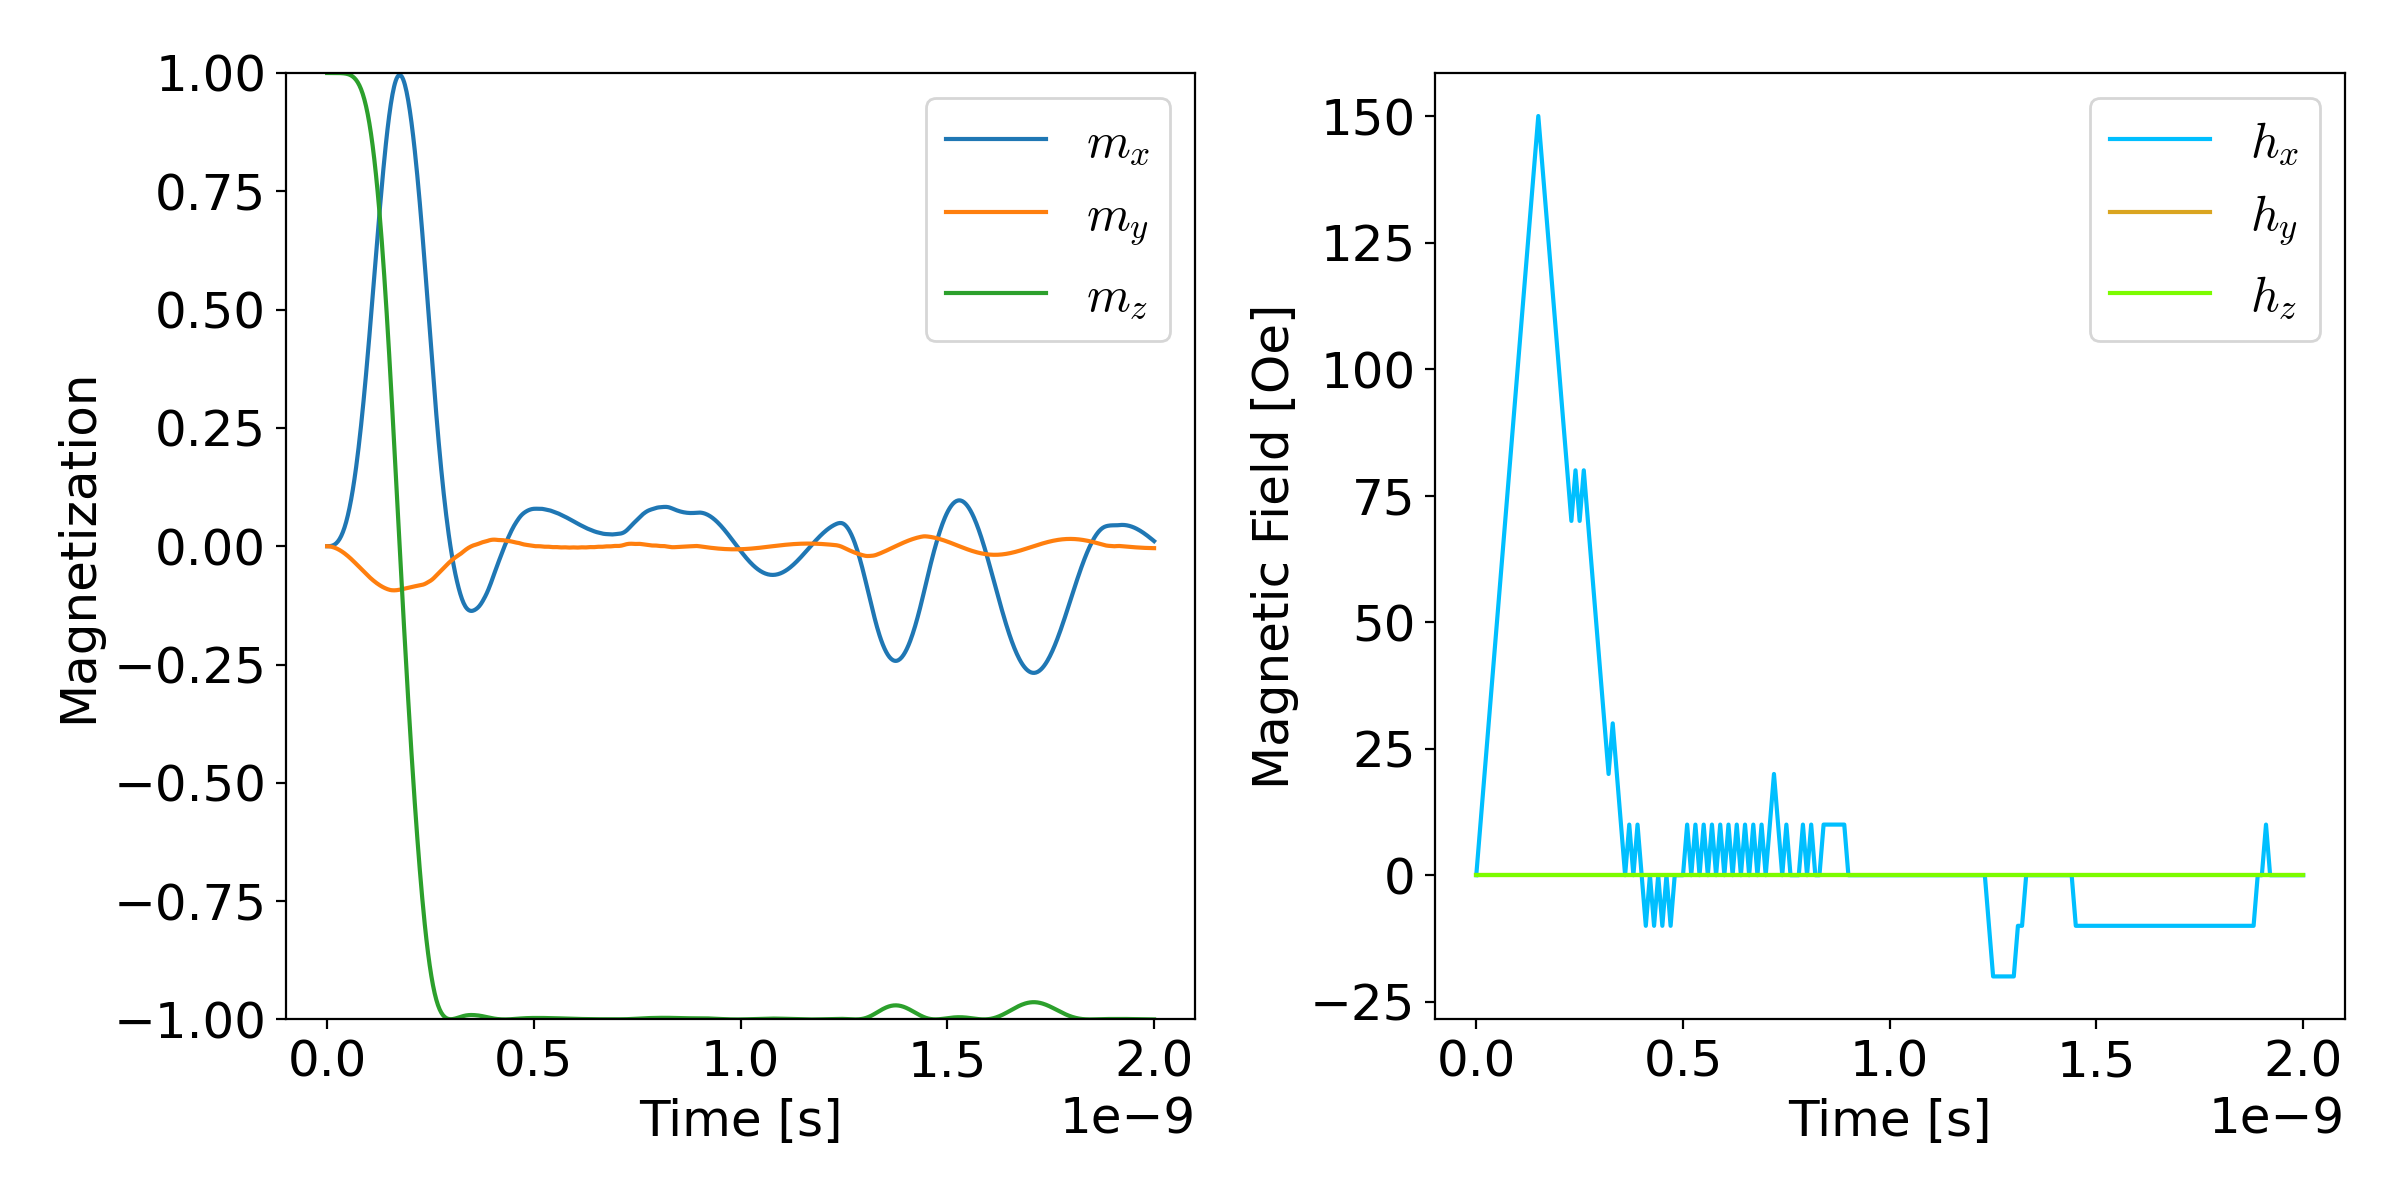 1.00
0.75
0.50
0.25
0.00
−0.25
−0.50
−0.75
−1.00
Magnetization
0.0 0.5 1.0 1.5 2.0
Time [s]
1e−9
m_x
m_y
m_z
150
125
100
75
50
25
0
−25
Magnetic Field [Oe]
0.0 0.5 1.0 1.5 2.0
Time [s]
1e−9
h_x
h_y
h_z